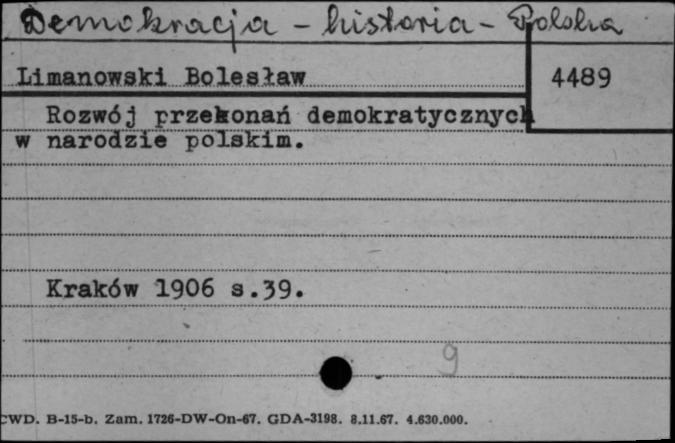 Demokracja - historia - Polska
Limanowski Bolesław
4489
Rozwój przekonań demokratycznych
w narodzie polskim.
Kraków 1906 s.39.
9
CWD. B-15-b. Zam. 1726-DW-On-67. GDA-3198. 8.11.67. 4.630.000.